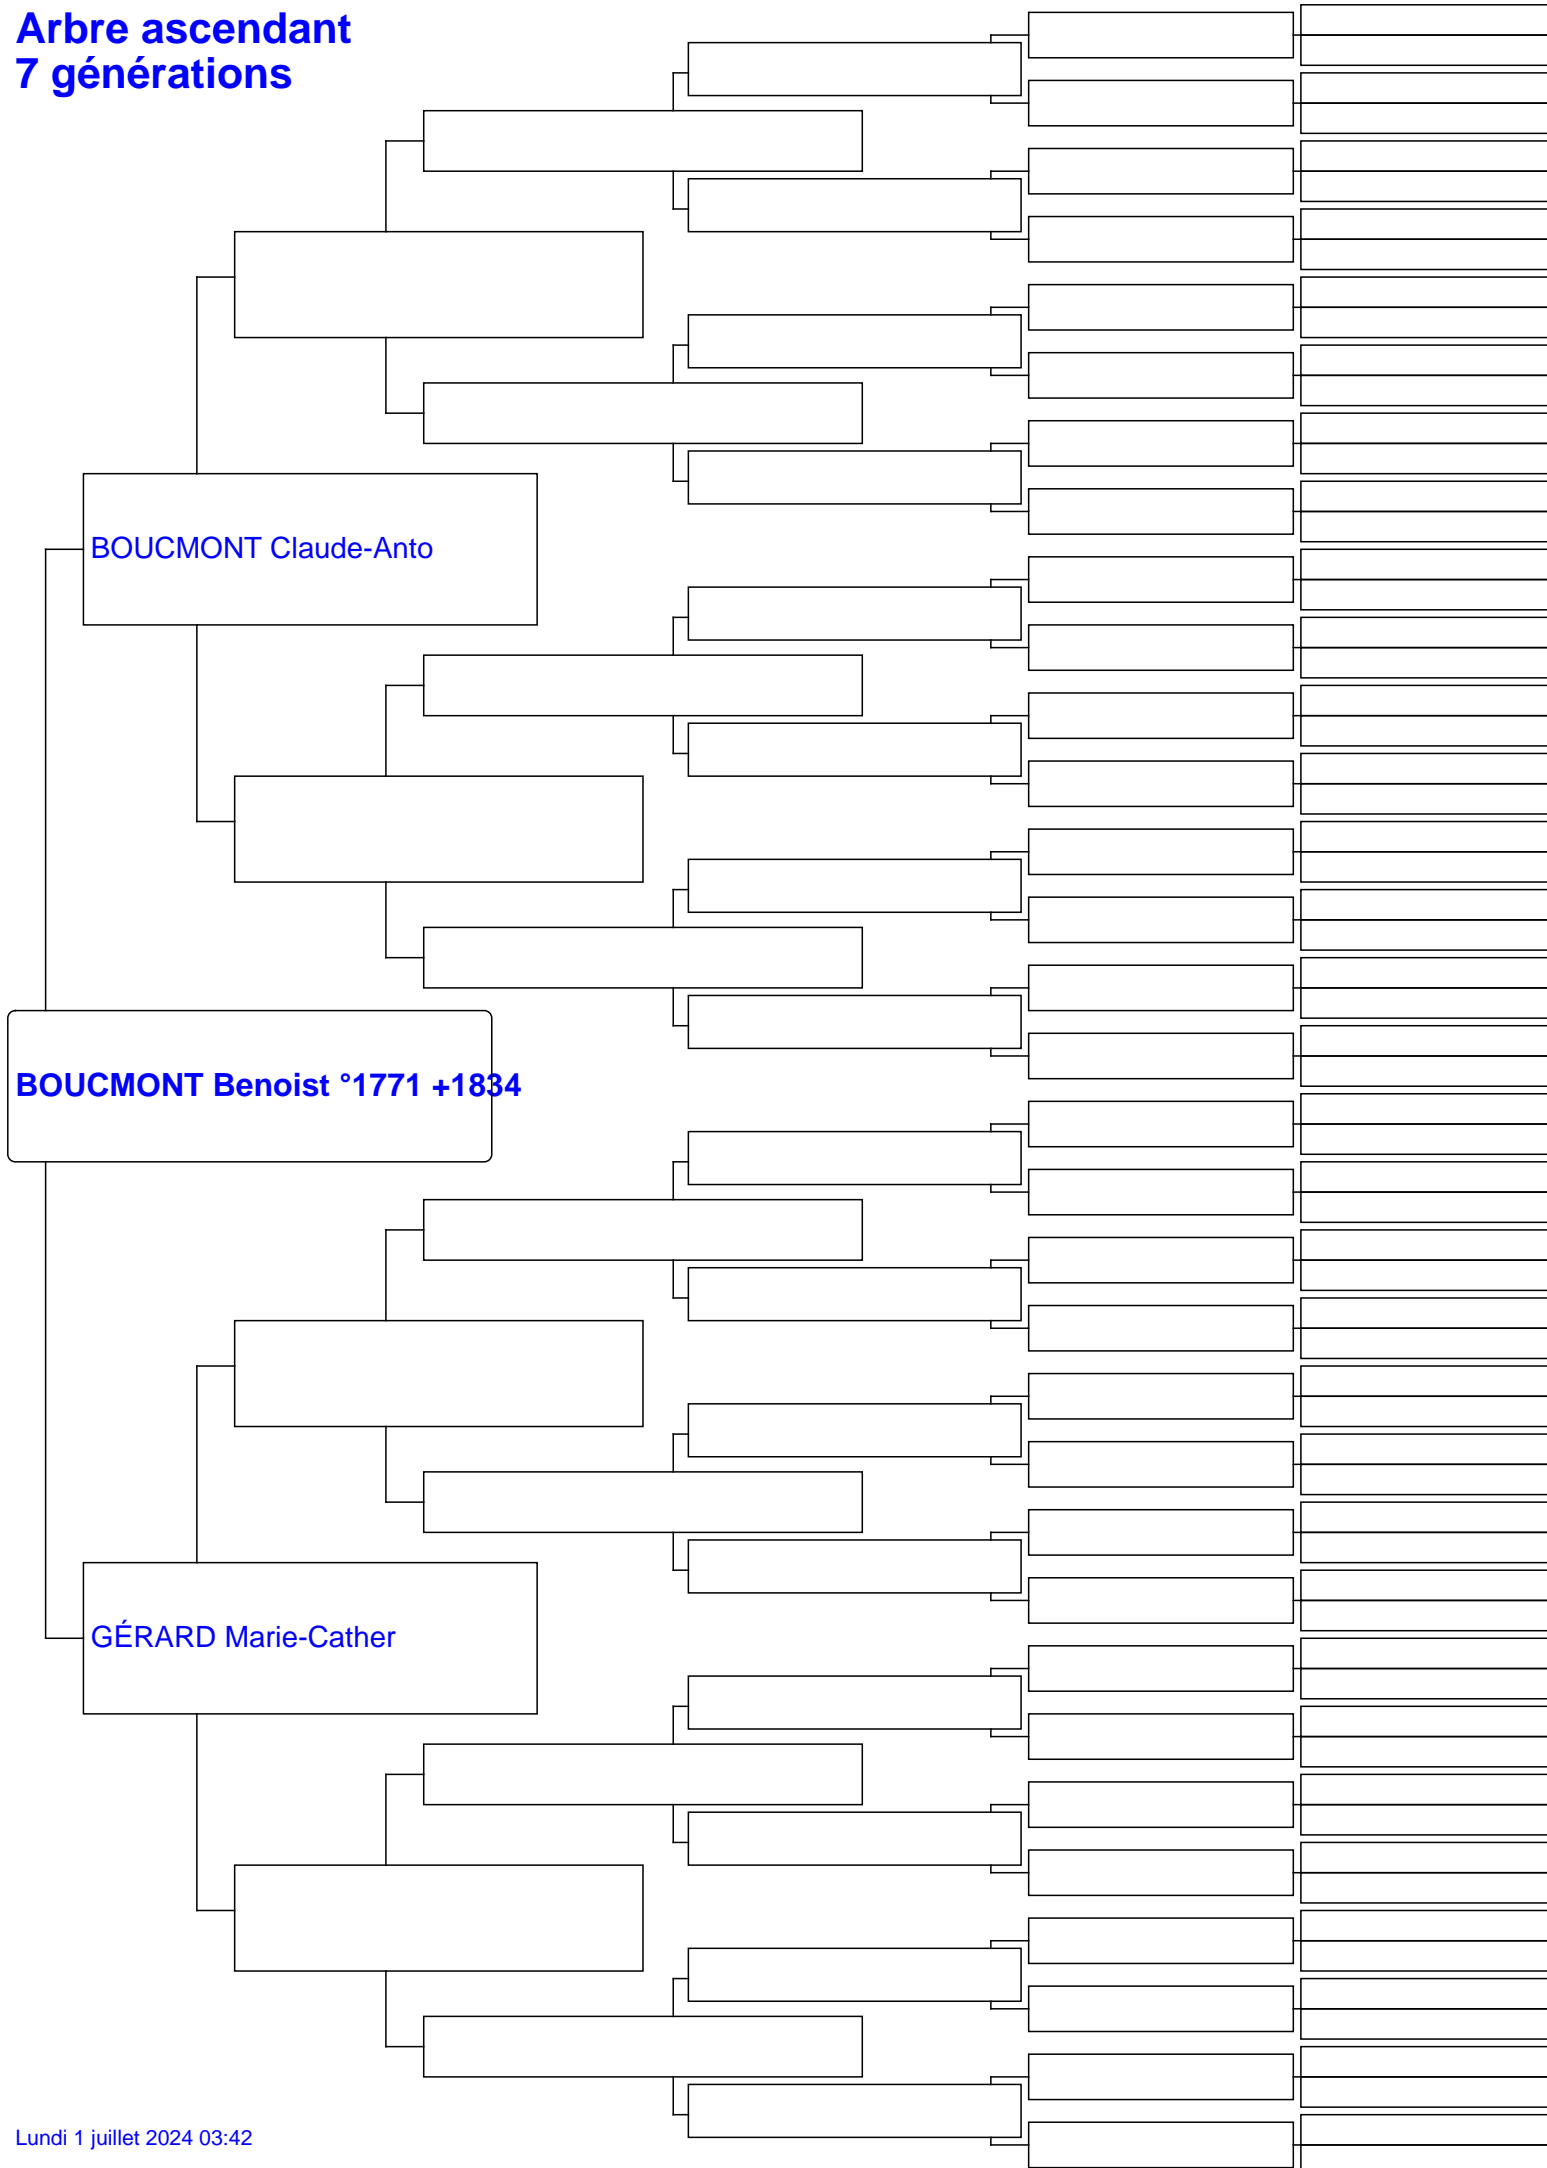 Arbre ascendant
7 générations
BOUCMONT Claude-Anto
BOUCMONT Benoist °1771 +1834
GÉRARD Marie-Cather
Lundi 1 juillet 2024 03:42